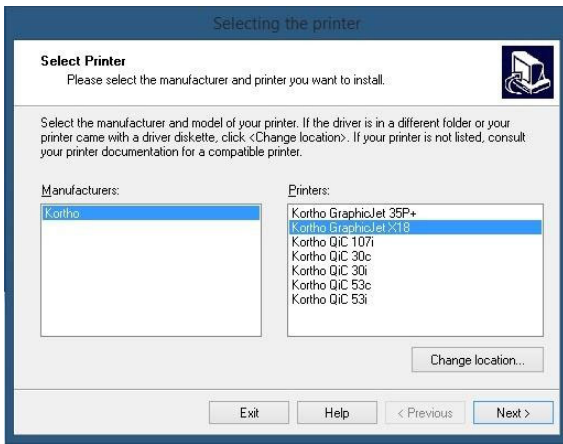 Selecting the printer
Select Printer
Please select the manufacturer and printer you want to install.
Select the manufacturer and model of your printer. If the driver is in a different folder or your
printer came with a driver diskette, click <Change location>. If your printer is not listed, consult
your printer documentation for a compatible printer.
Manufacturers:
Kortho
Printers:
Kortho GraphicJet 35P+
Kortho GraphicJet X18
Kortho QiC 107i
Kortho QiC 30c
Kortho QiC 30i
Kortho QiC 53c
Kortho QiC 53i
Change location...
Exit
Help
< Previous
Next >